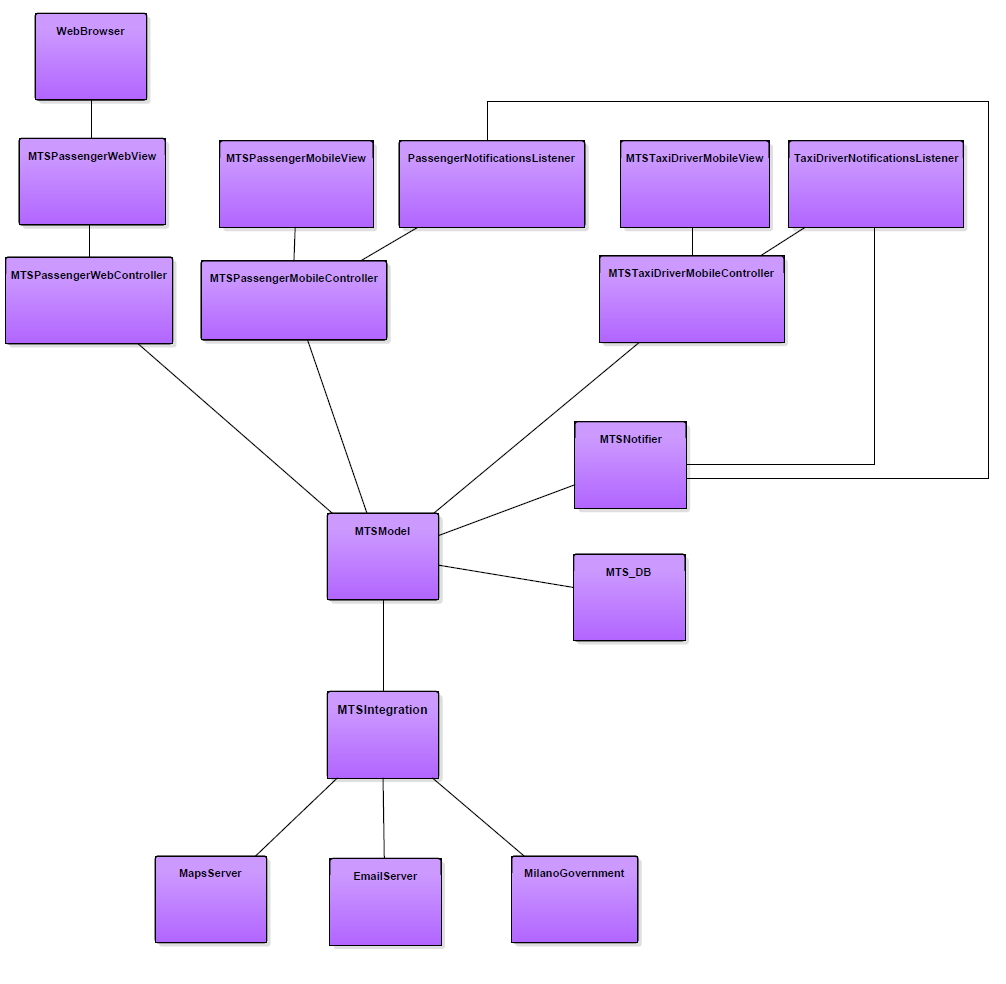 WebBrowser
MTSPassengerWebView
MTSPassengerMobileView
PassengerNotificationsListener
MTSTaxiDriverMobileView
TaxiDriverNotificationsListener
MTSPassengerWebController
MTSPassengerMobileController
MTSTaxiDriverMobileController
MTSNotifier
MTSModel
MTS_DB
MTSIntegration
MapsServer
EmailServer
MilanoGovernment